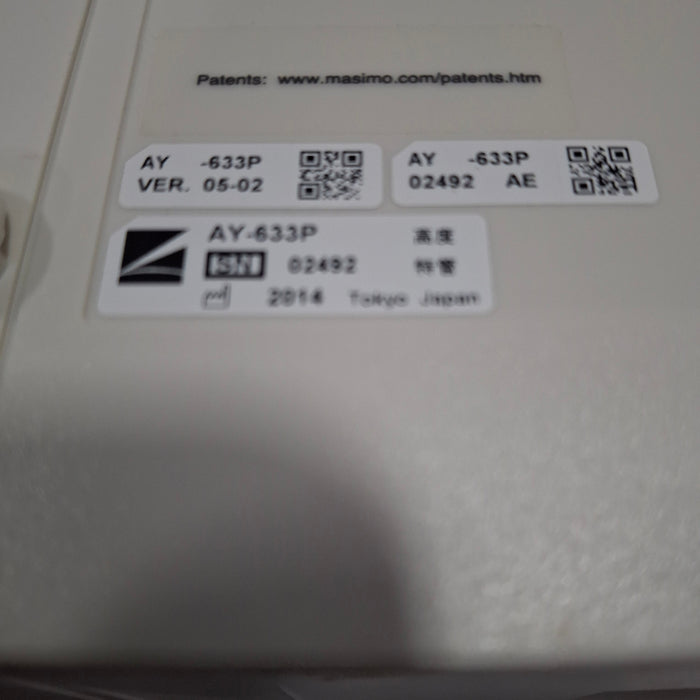 Patents: www.masimo.com/patents.htm
AY -633P
VER. 05-02
AY -633P
02492 AE
AY-633P 高度
SN 02492 特管
2014 Tokyo Japan